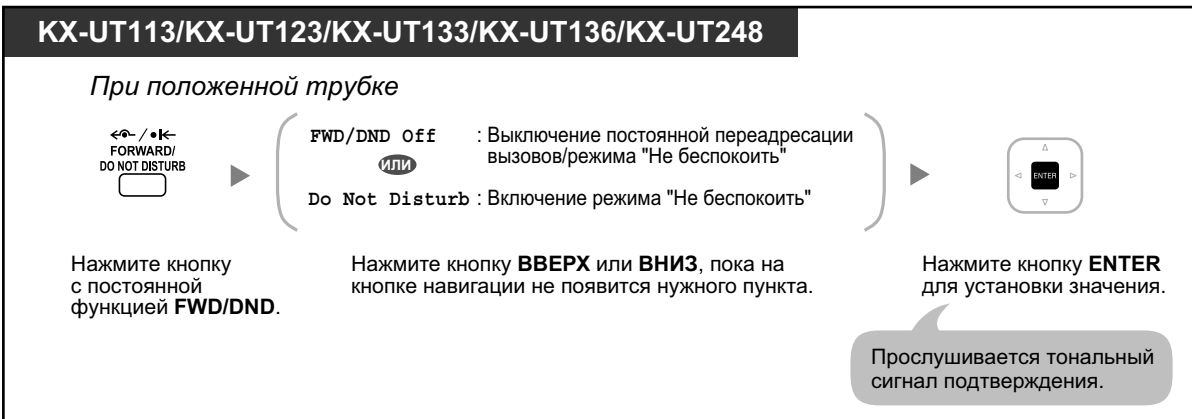 KX-UT113/KX-UT123/KX-UT133/KX-UT136/KX-UT248
При положенной трубке
FORWARD/
DO NOT DISTURB
FWD/DND Off : Выключение постоянной переадресации
вызовов/режима "Не беспокоить"
ИЛИ
Do Not Disturb : Включение режима "Не беспокоить"
ENTER
Нажмите кнопку
с постоянной
функцией FWD/DND.
Нажмите кнопку ВВЕРХ или ВНИЗ, пока на
кнопке навигации не появится нужного пункта.
Нажмите кнопку ENTER
для установки значения.
Прослушивается тональный
сигнал подтверждения.